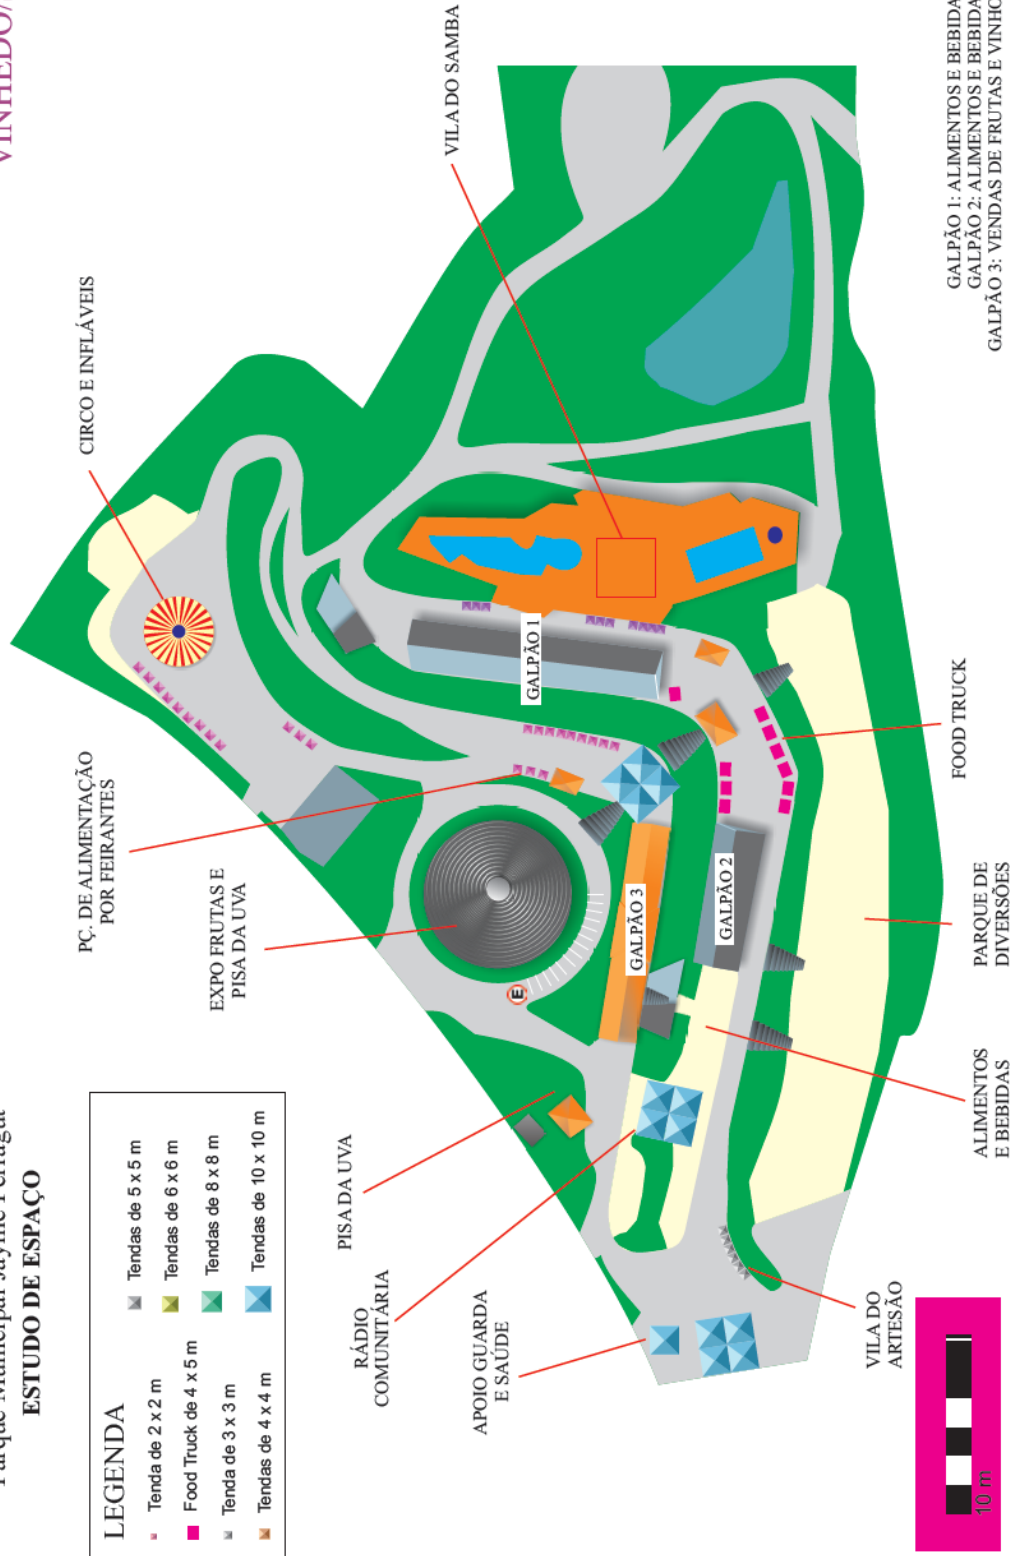 VINHEDO/
Parque Municipal Jayme Ferragut
ESTUDO DE ESPAÇO
CIRCO E INFLÁVEIS
VILA DO SAMBA
PÇ. DE ALIMENTAÇÃO
POR FEIRANTES
EXPO FRUTAS E
PISA DA UVA
PISA DA UVA
RÁDIO
COMUNITÁRIA
APOIO GUARDA
E SAÚDE
GALPÃO 1
GALPÃO 2
GALPÃO 3
E
FOOD TRUCK
PARQUE DE
DIVERSÕES
ALIMENTOS
E BEBIDAS
VILA DO
ARTESÃO
LEGENDA
Tenda de 2 x 2 m
Food Truck de 4 x 5 m
Tenda de 3 x 3 m
Tendas de 4 x 4 m
Tendas de 5 x 5 m
Tendas de 6 x 6 m
Tendas de 8 x 8 m
Tendas de 10 x 10 m
GALPÃO 1: ALIMENTOS E BEBIDA
GALPÃO 2: ALIMENTOS E BEBIDA
GALPÃO 3: VENDAS DE FRUTAS E VINHO
10 m